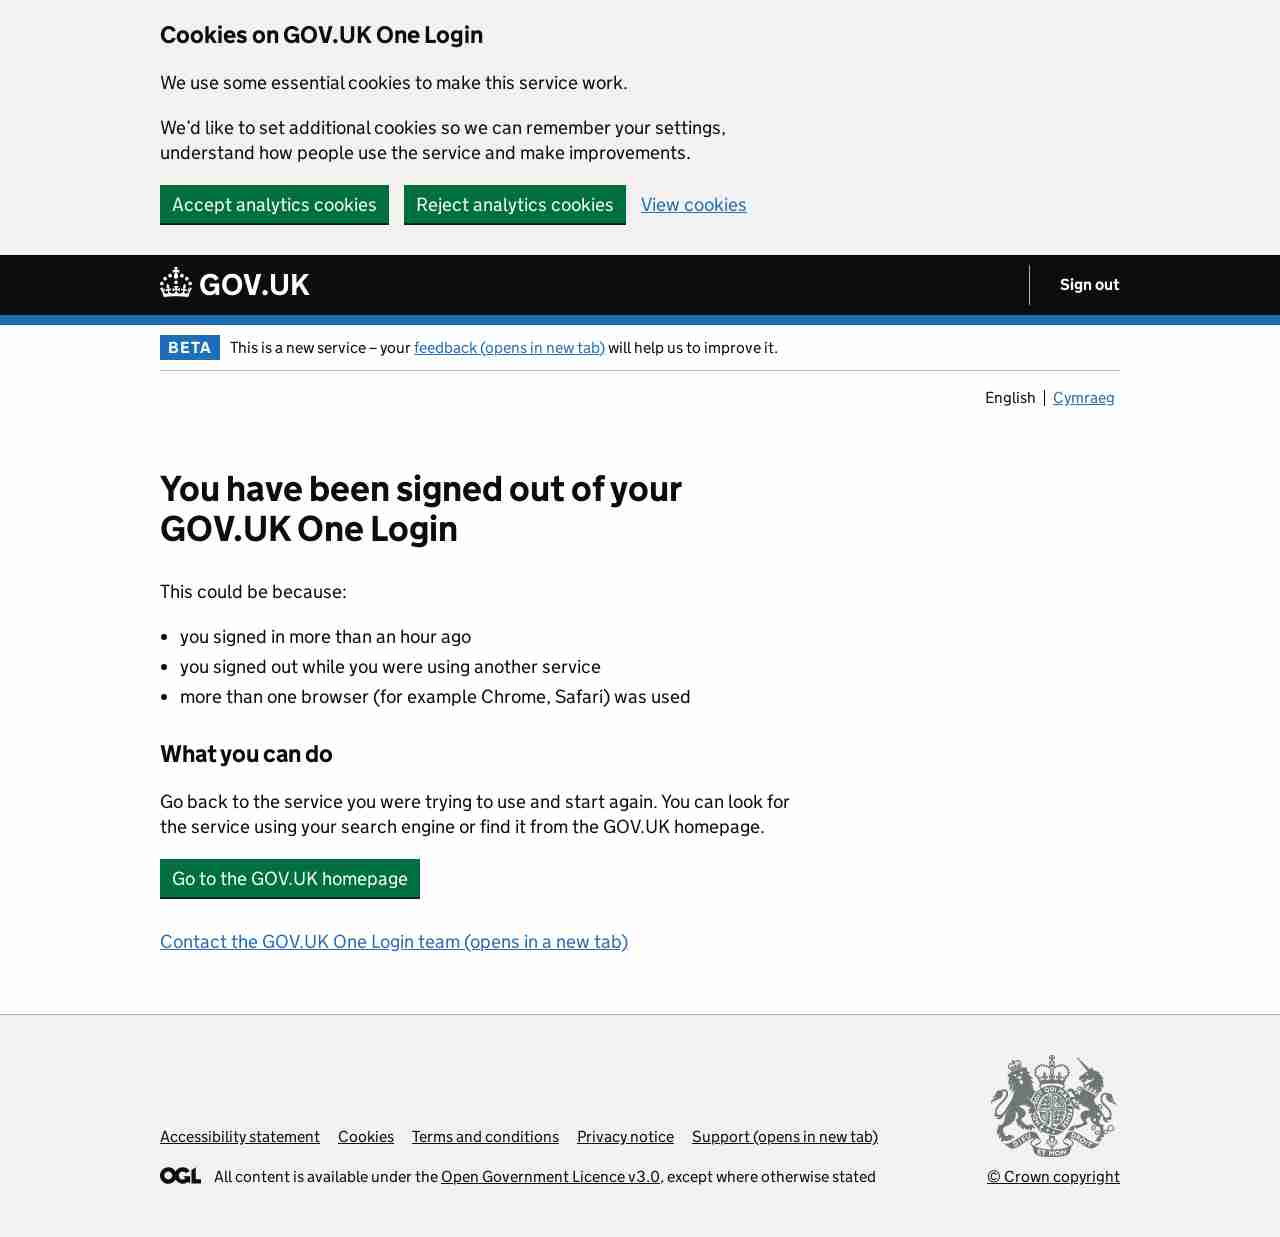 Cookies on GOV.UK One Login
We use some essential cookies to make this service work.
We’d like to set additional cookies so we can remember your settings,
understand how people use the service and make improvements.
Accept analytics cookies
Reject analytics cookies
View cookies
GOV.UK
Sign out
BETA
This is a new service – your feedback (opens in new tab) will help us to improve it.
English
Cymraeg
You have been signed out of your
GOV.UK One Login
This could be because:
• you signed in more than an hour ago
• you signed out while you were using another service
• more than one browser (for example Chrome, Safari) was used
What you can do
Go back to the service you were trying to use and start again. You can look for
the service using your search engine or find it from the GOV.UK homepage.
Go to the GOV.UK homepage
Contact the GOV.UK One Login team (opens in a new tab)
Accessibility statement
Cookies
Terms and conditions
Privacy notice
Support (opens in new tab)
OGL
All content is available under the Open Government Licence v3.0, except where otherwise stated
© Crown copyright